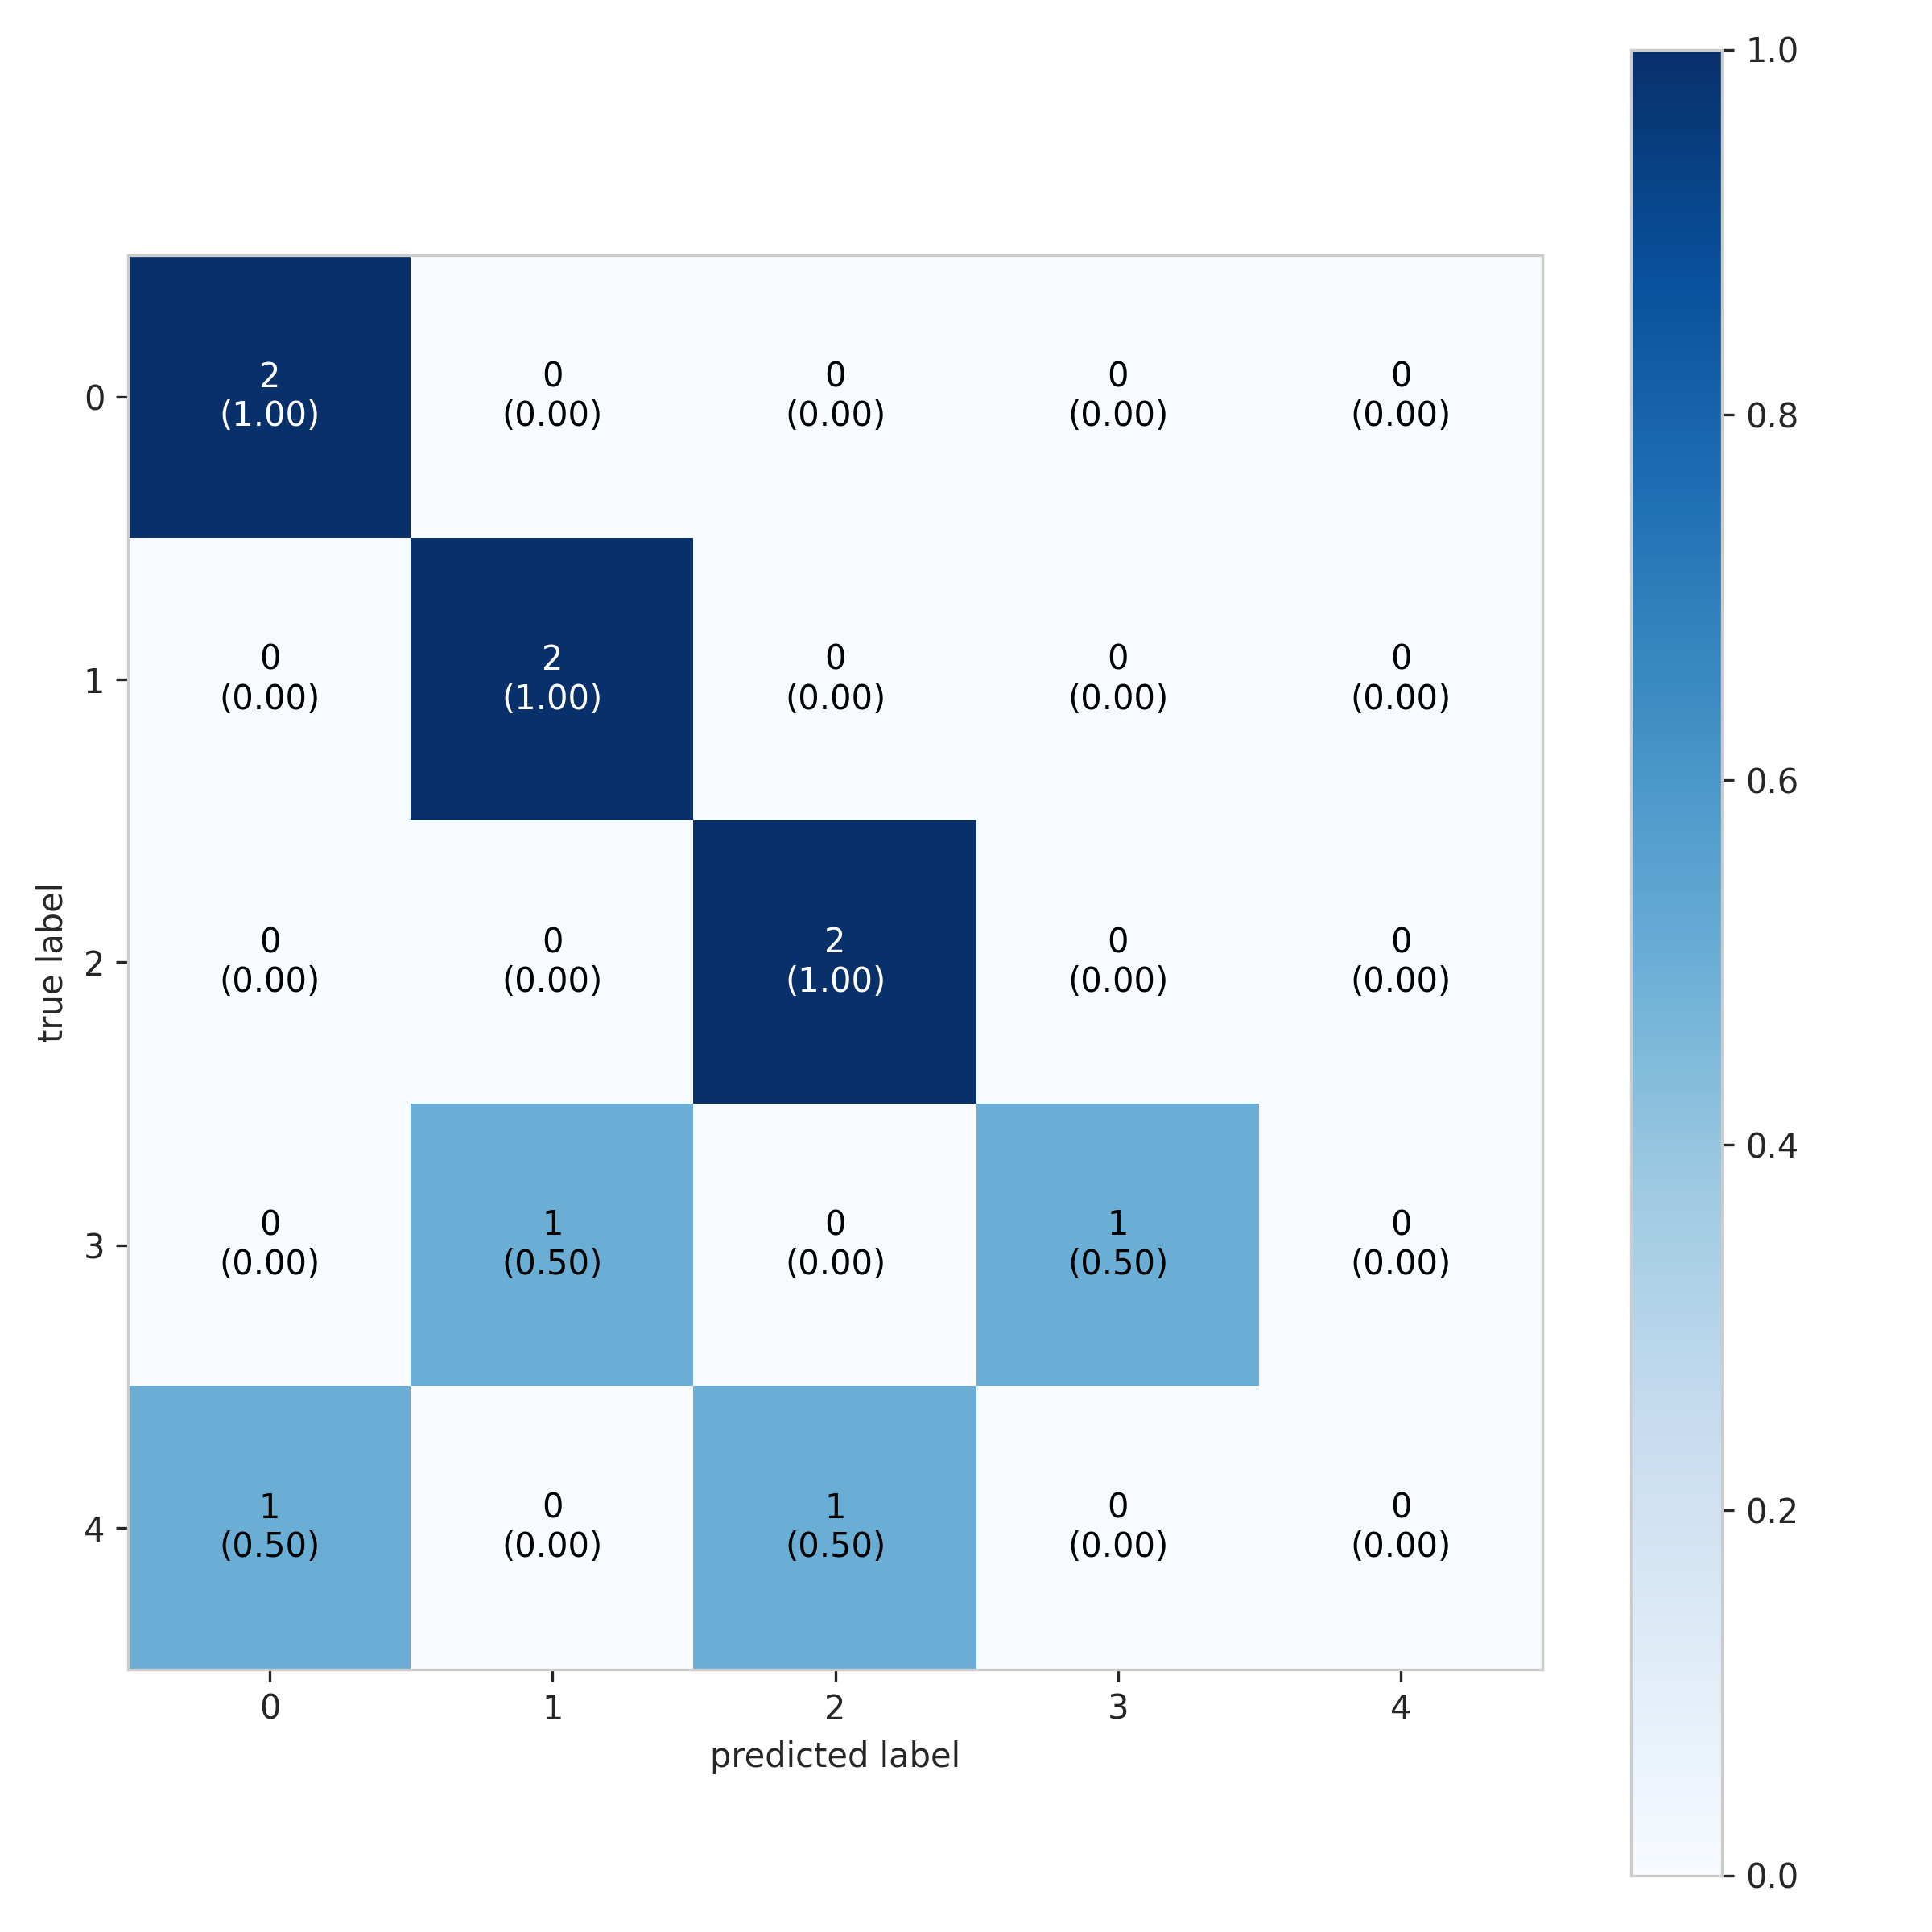 1.0
0.8
0.6
0.4
0.2
0.0
true label
0
2 0 0 0 0
(1.00) (0.00) (0.00) (0.00) (0.00)
1
0 2 0 0 0
(0.00) (1.00) (0.00) (0.00) (0.00)
2
0 0 2 0 0
(0.00) (0.00) (1.00) (0.00) (0.00)
3
0 1 0 1 0
(0.00) (0.50) (0.00) (0.50) (0.00)
4
1 0 1 0 0
(0.50) (0.00) (0.50) (0.00) (0.00)
0 1 2 3 4
predicted label